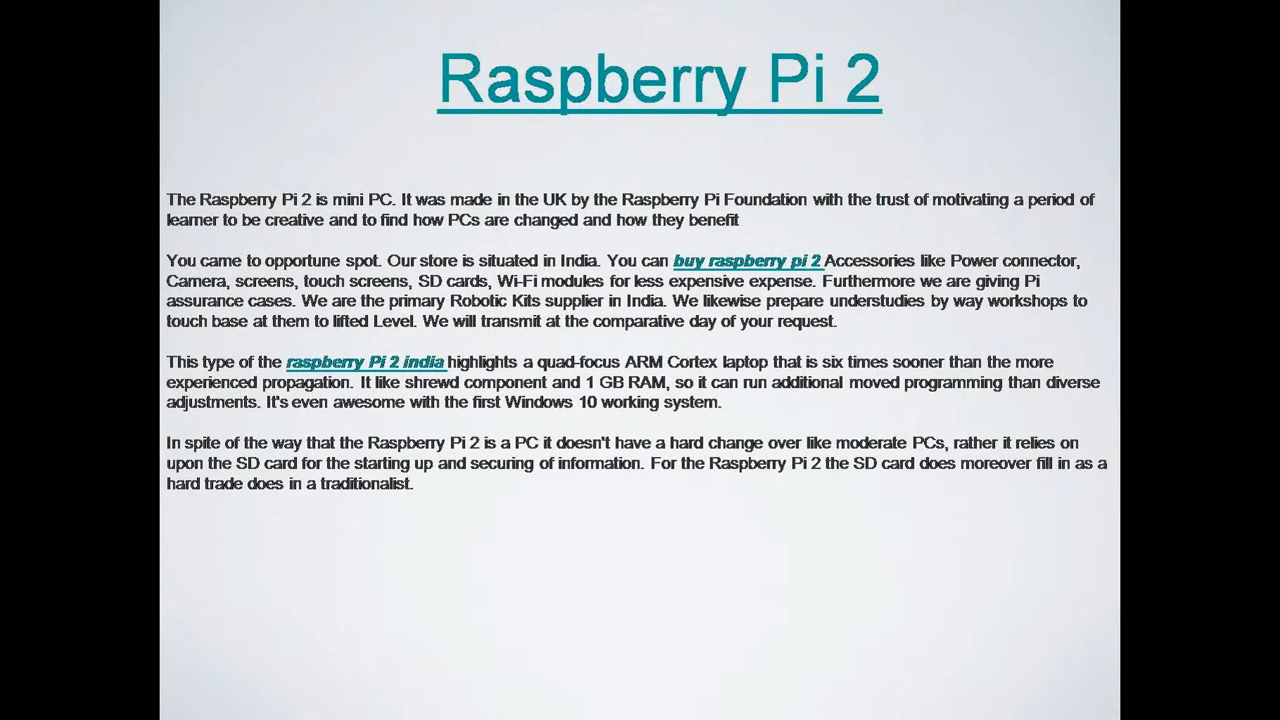 Raspberry Pi 2
The Raspberry Pi 2 is mini PC. It was made in the UK by the Raspberry Pi Foundation with the trust of motivating a period of
learner to be creative and to find how PCs are changed and how they benefit
You came to opportune spot. Our store is situated in India. You can buy raspberry pi 2 Accessories like Power connector,
Camera, screens, touch screens, SD cards, Wi-Fi modules for less expensive expense. Furthermore we are giving Pi
assurance cases. We are the primary Robotic Kits supplier in India. We likewise prepare understudies by way workshops to
touch base at them to lifted Level. We will transmit at the comparative day of your request.
This type of the raspberry Pi 2 india highlights a quad-focus ARM Cortex laptop that is six times sooner than the more
experienced propagation. It like shrewd component and 1 GB RAM, so it can run additional moved programming than diverse
adjustments. It's even awesome with the first Windows 10 working system.
In spite of the way that the Raspberry Pi 2 is a PC it doesn't have a hard change over like moderate PCs, rather it relies on
upon the SD card for the starting up and securing of information. For the Raspberry Pi 2 the SD card does moreover fill in as a
hard trade does in a traditionalist.